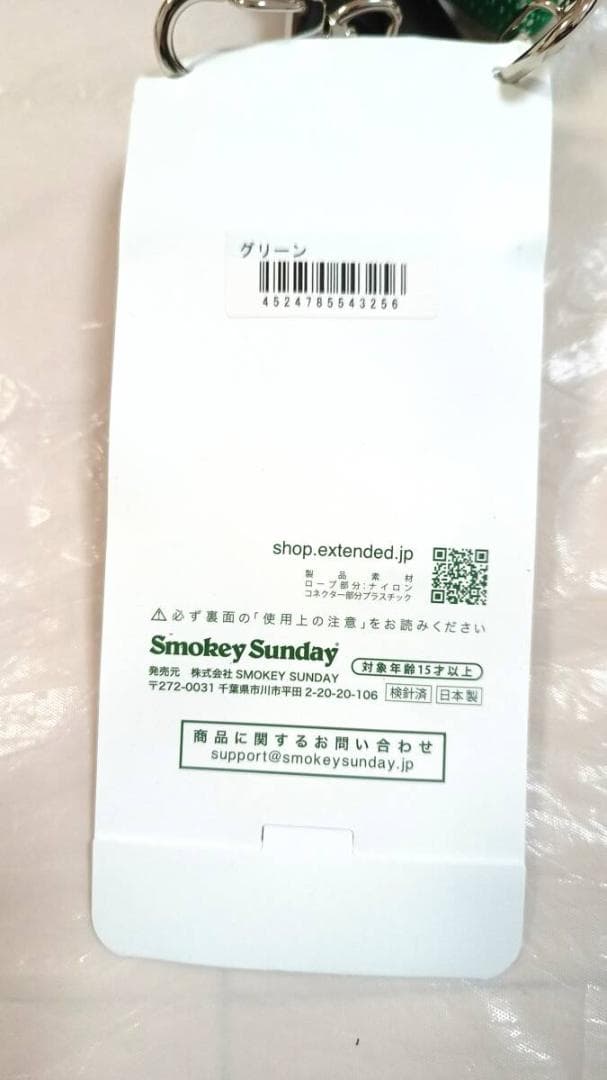 グリーン
4524785543256
shop.extended.jp
製品素材
ロープ部分:ナイロン
コネクター部分プラスチック
⚠必ず裏面の「使用上の注意」をお読みください
Smokey Sunday
対象年齢15才以上
発売元 株式会社 SMOKEY SUNDAY
〒272-0031 千葉県市川市平田 2-20-20-106 検針済 日本製
商品に関するお問い合わせ
support@smokeysunday.jp